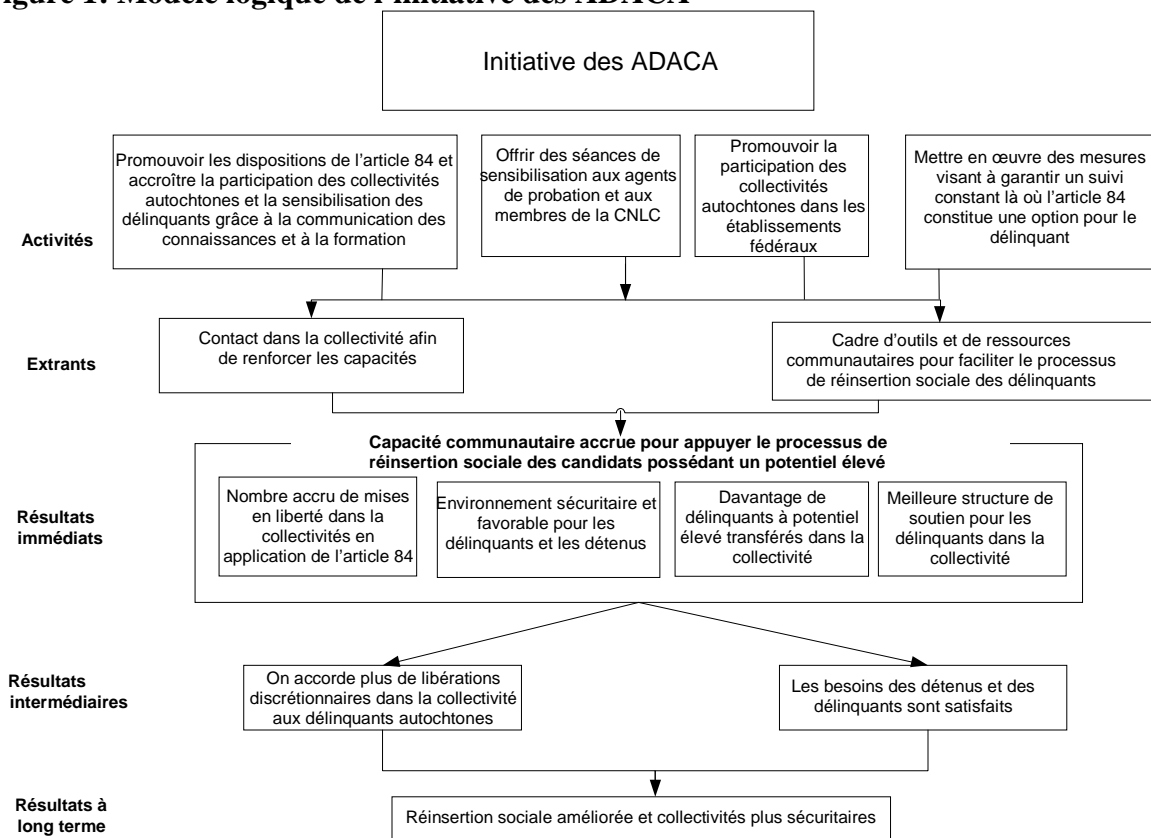 Figure 1: Modèle logique de l'initiative des ADACA
Initiative des ADACA
Activités
Promouvoir les dispositions de l'article 84 et
accroître la participation des collectivités
autochtones et la sensibilisation des
délinquants grâce à la communication des
connaissances et à la formation
Offrir des séances de
sensibilisation aux agents
de probation et aux
membres de la CNLC
Promouvoir la
participation des
collectivités
autochtones dans les
établissements
fédéraux
Mettre en œuvre des mesures
visant à garantir un suivi
constant là où l'article 84
constitue une option pour le
délinquant
Extrants
Contact dans la collectivité afin
de renforcer les capacités
Cadre d'outils et de ressources
communautaires pour faciliter le processus
de réinsertion sociale des délinquants
Capacité communautaire accrue pour appuyer le processus de
réinsertion sociale des candidats possédant un potentiel élevé
Résultats
immédiats
Nombre accru de mises
en liberté dans la
collectivités en
application de l'article 84
Environnement sécuritaire et
favorable pour les
délinquants et les détenus
Davantage de
délinquants à potentiel
élevé transférés dans la
collectivité
Meilleure structure de
soutien pour les
délinquants dans la
collectivité
Résultats
intermédiaires
On accorde plus de libérations
discrétionnaires dans la collectivité
aux délinquants autochtones
Les besoins des détenus et des
délinquants sont satisfaits
Résultats à
long terme
Réinsertion sociale améliorée et collectivités plus sécuritaires